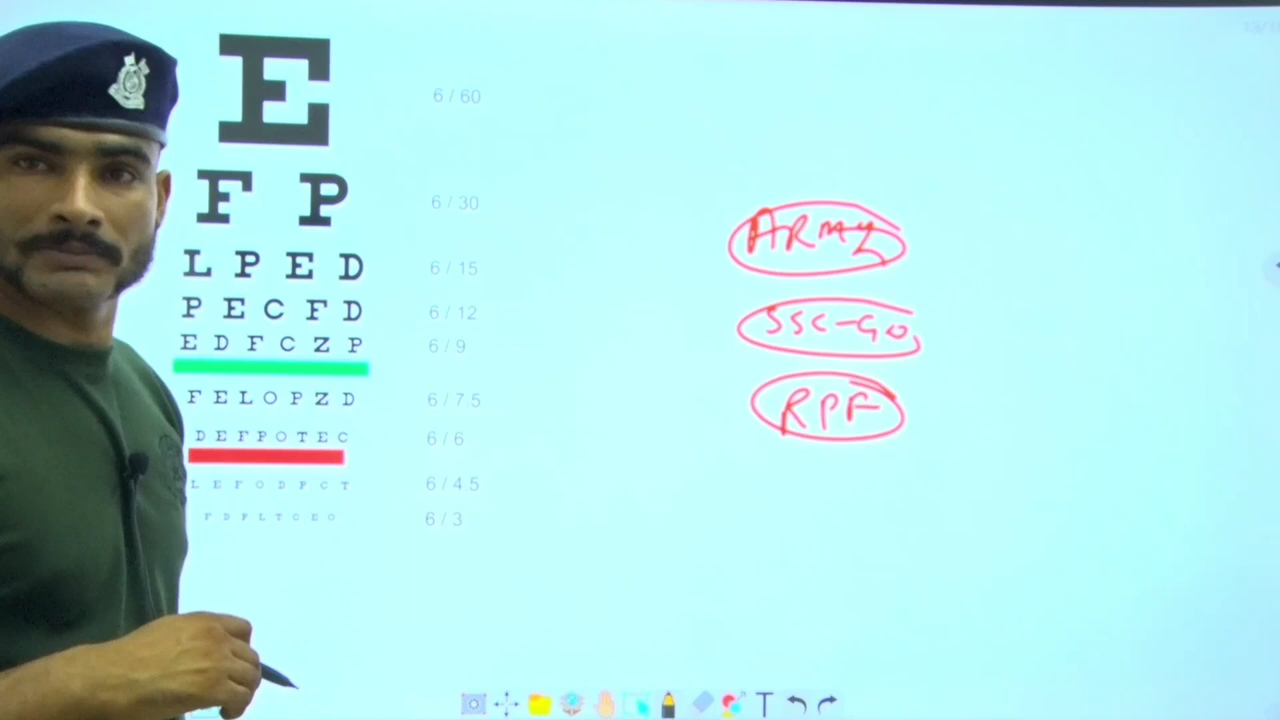 E
6 / 60
F P
6 / 30
L P E D
6 / 15
P E C F D
6 / 12
E D F C Z P
6 / 9
F E L O P Z D
6 / 7.5
D E F P O T E C
6 / 6
L E F O D P C T
6 / 4.5
F D P L T C E O
6 / 3
ARMY
SSC-GD
RPF
T